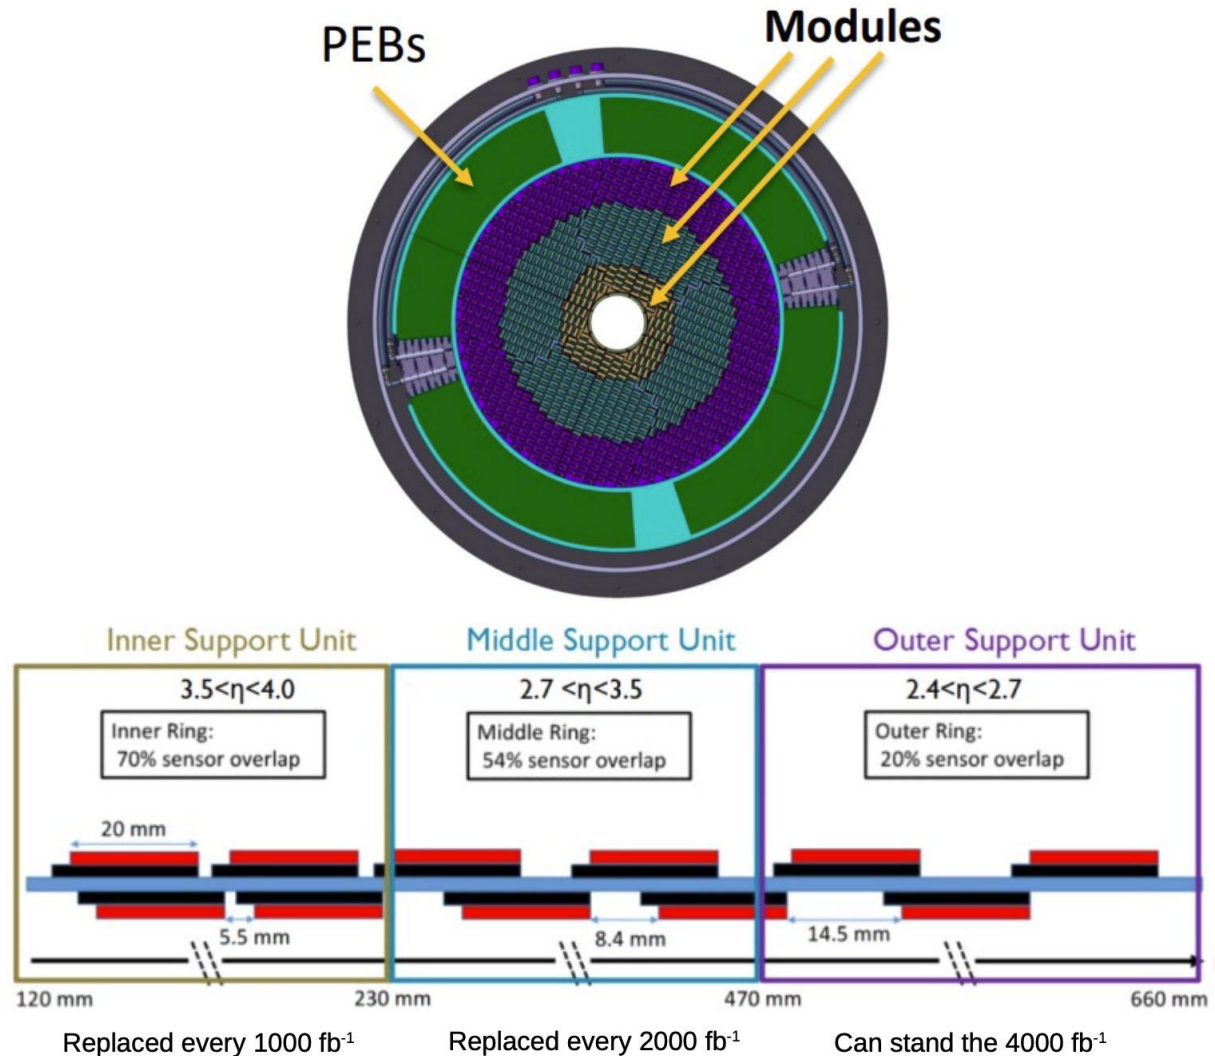 PEBs
Modules
Inner Support Unit
Middle Support Unit
Outer Support Unit
3.5<η<4.0
2.7 <η<3.5
2.4<η<2.7
Inner Ring:
70% sensor overlap
Middle Ring:
54% sensor overlap
Outer Ring:
20% sensor overlap
20 mm
5.5 mm
8.4 mm
14.5 mm
120 mm
230 mm
470 mm
660 mm
Replaced every 1000 fb-1
Replaced every 2000 fb-1
Can stand the 4000 fb-1